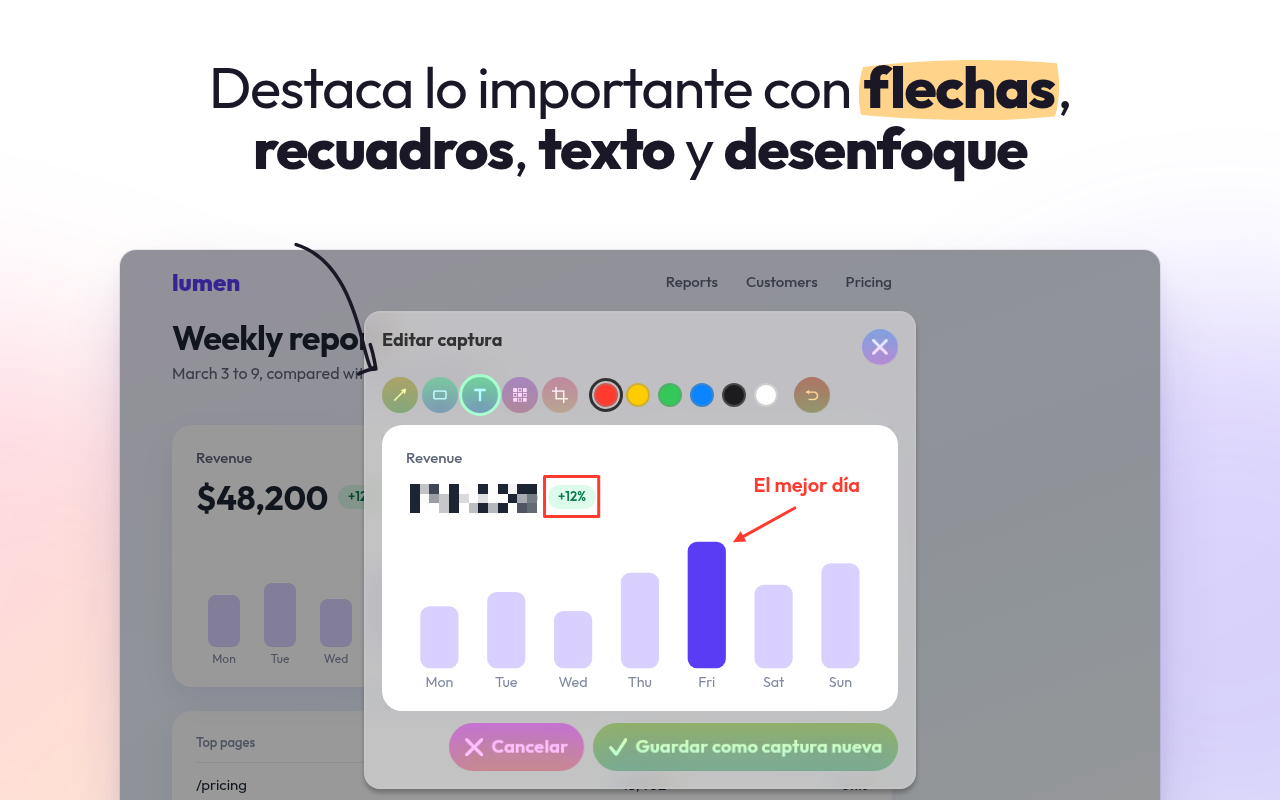 Destaca lo importante con flechas,
recuadros, texto y desenfoque
lumen
Reports Customers Pricing
Weekly repor
March 3 to 9, compared wit
Editar captura
T
Revenue
$48,200 +12
Mon Tue Wed
Revenue
+12%
El mejor día
Mon Tue Wed Thu Fri Sat Sun
Cancelar
Guardar como captura nueva
Top pages
/pricing